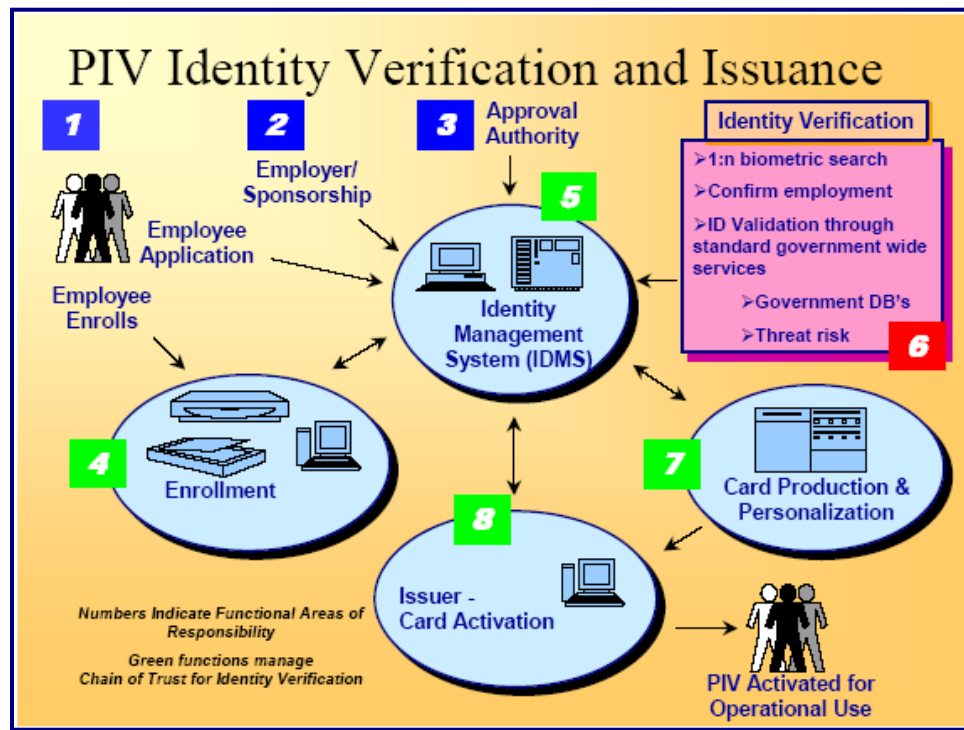 PIV Identity Verification and Issuance
1
2
3
Approval
Authority
Identity Verification
➢1:n biometric search
➢Confirm employment
➢ID Validation through
standard government wide
services
➢Government DB's
➢Threat risk
6
Employer/
Sponsorship
Employee
Application
Employee
Enrolls
5
Identity
Management
System (IDMS)
4
Enrollment
7
Card Production &
Personalization
8
Issuer -
Card Activation
Numbers Indicate Functional Areas of
Responsibility
Green functions manage
Chain of Trust for Identity Verification
PIV Activated for
Operational Use